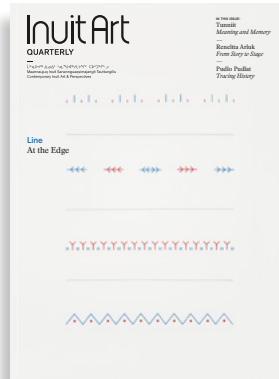 Inuit Art
QUARTERLY
Contemporary Inuit Art & Perspectives
IN THIS ISSUE:
Tunniit
Meaning and Memory
Reneltta Arluk
From Story to Stage
Pudlo Pudlat
Tracing History
Line
At the Edge